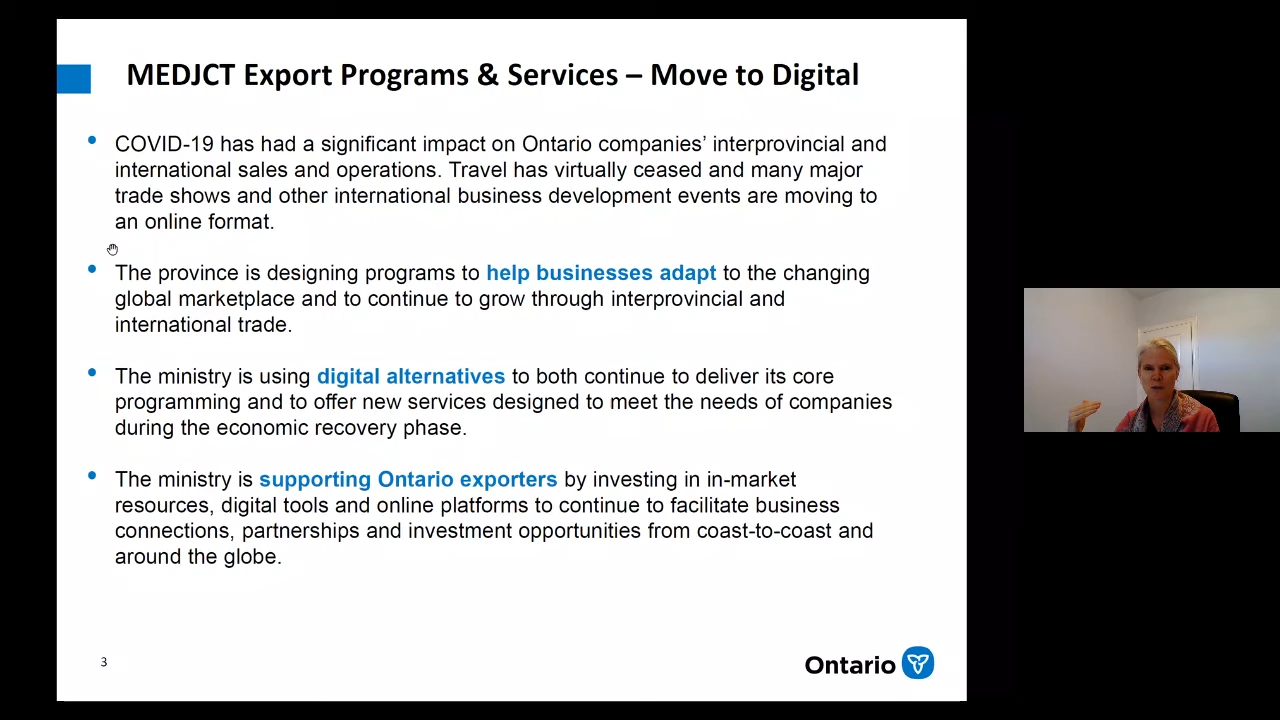 MEDJCT Export Programs & Services – Move to Digital
• COVID-19 has had a significant impact on Ontario companies’ interprovincial and
international sales and operations. Travel has virtually ceased and many major
trade shows and other international business development events are moving to
an online format.
• The province is designing programs to help businesses adapt to the changing
global marketplace and to continue to grow through interprovincial and
international trade.
• The ministry is using digital alternatives to both continue to deliver its core
programming and to offer new services designed to meet the needs of companies
during the economic recovery phase.
• The ministry is supporting Ontario exporters by investing in in-market
resources, digital tools and online platforms to continue to facilitate business
connections, partnerships and investment opportunities from coast-to-coast and
around the globe.
3
Ontario